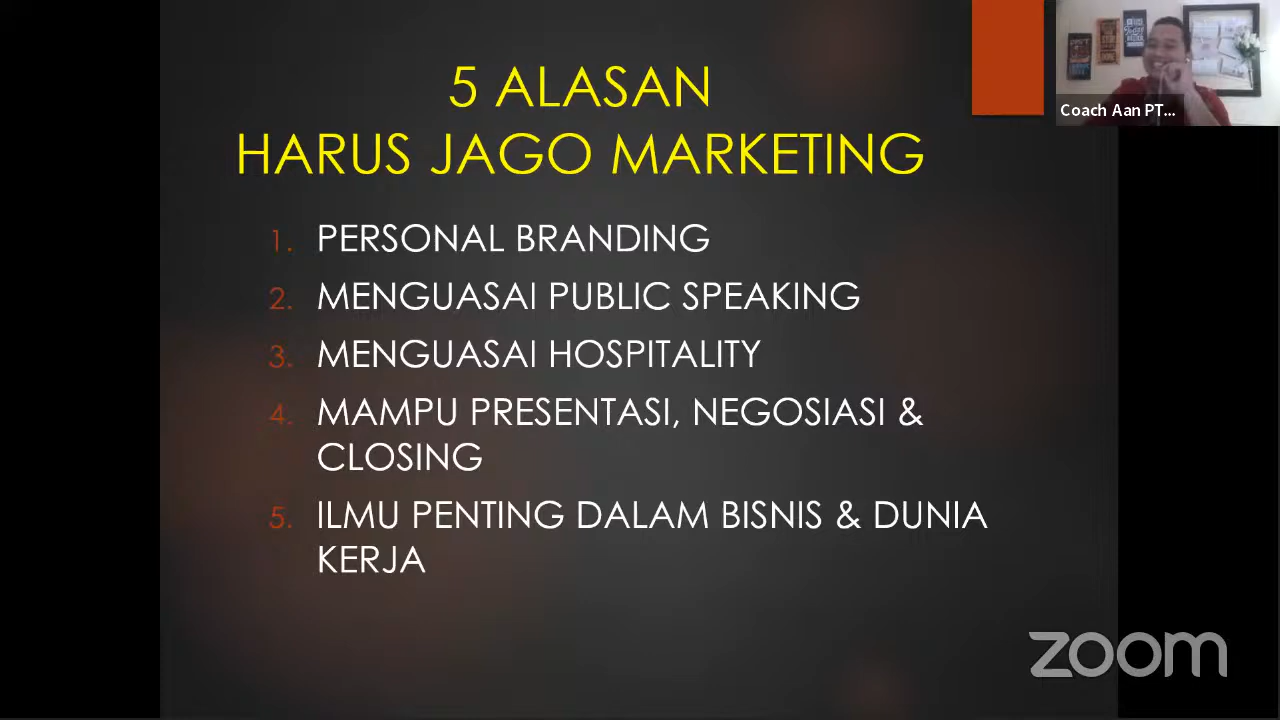 5 ALASAN
HARUS JAGO MARKETING
1. PERSONAL BRANDING
2. MENGUASAI PUBLIC SPEAKING
3. MENGUASAI HOSPITALITY
4. MAMPU PRESENTASI, NEGOSIASI &
CLOSING
5. ILMU PENTING DALAM BISNIS & DUNIA
KERJA
Coach Aan PT...
zoom